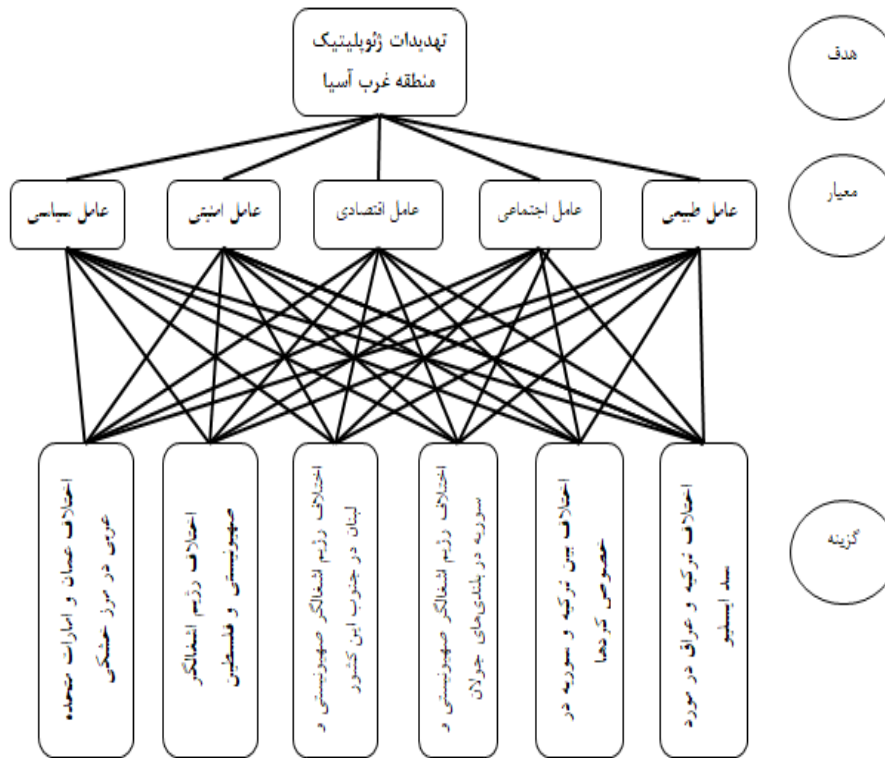 تهدیدات ژئوپلیتیک
منطقه غرب آسیا
هدف
عامل طبیعی
عامل اجتماعی
عامل اقتصادی
عامل امنیتی
عامل سیاسی
معیار
اختلاف ترکیه و عراق در مورد
سد ایسلیو
اختلاف بین ترکیه و سوریه در
خصوص کردها
اختلاف رژیم اشغالگر صهیونیستی و
سوریه در بلندی‌های جولان
اختلاف رژیم اشغالگر صهیونیستی و
لبنان در جنوب این کشور
اختلاف رژیم اشغالگر
صهیونیستی و فلسطین
اختلاف عمان و امارات متحده
عربی در مرز خشکی
گزینه